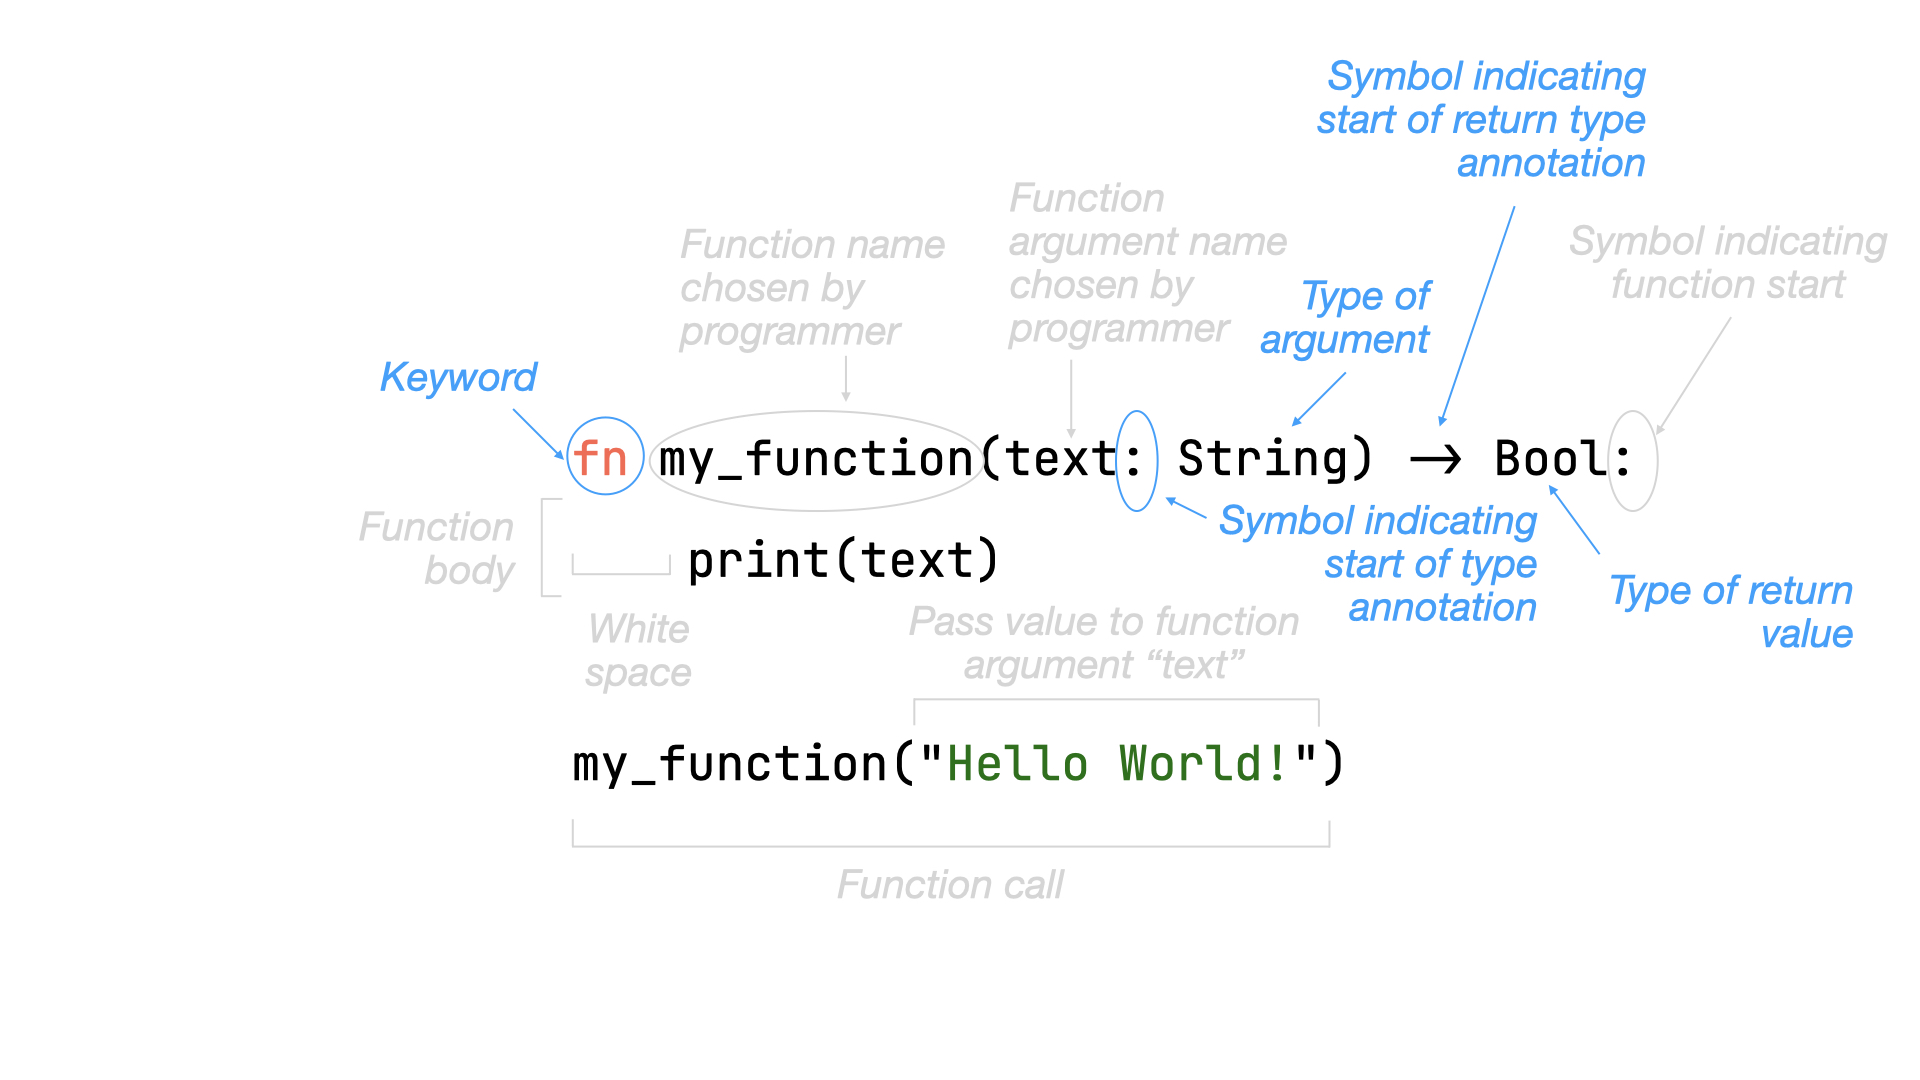 Symbol indicating
start of return type
annotation
Function
argument name
chosen by
programmer
Function name
chosen by
programmer
Symbol indicating
function start
Type of
argument
Keyword
fn my_function(text: String) → Bool:
Function
body
print(text)
Symbol indicating
start of type
annotation
Type of return
value
White
space
Pass value to function
argument “text”
my_function("Hello World!")
Function call